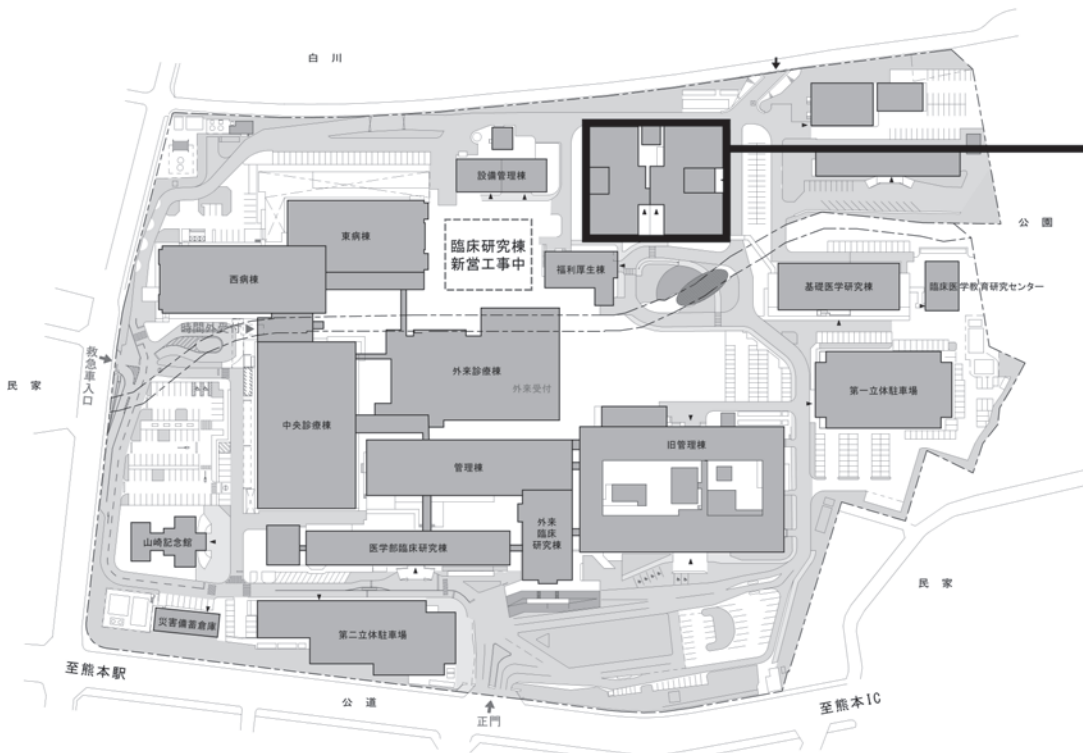 白川
設備管理棟
公園
東病棟
臨床研究棟
新営工事中
西病棟
福利厚生棟
基礎医学研究棟
臨床医学教育研究センター
時間外受付
救急車入口
民家
外来診療棟
外来受付
第一立体駐車場
中央診療棟
旧管理棟
管理棟
外来
臨床
研究棟
山崎記念館
医学部臨床研究棟
民家
災害備蓄倉庫
第二立体駐車場
至熊本駅
公道
正門
至熊本IC